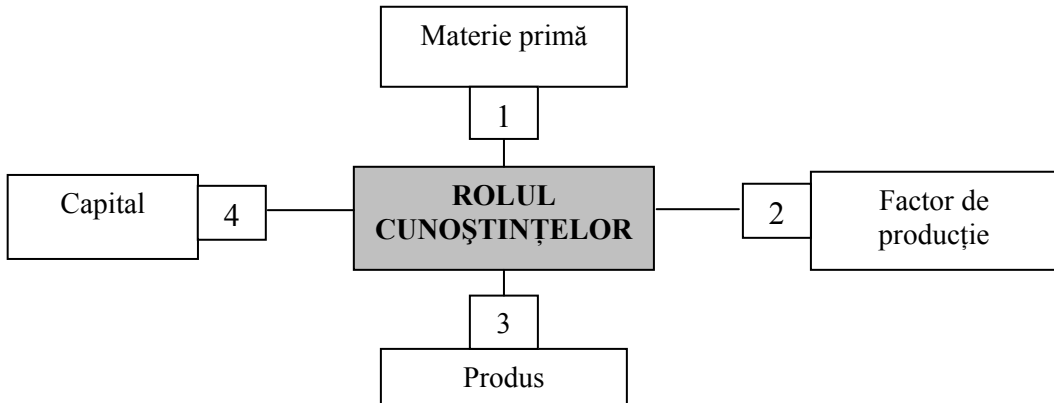 Materie primă
1
ROLUL
CUNOŞTINȚELOR
Capital
4
2
Factor de
producție
3
Produs